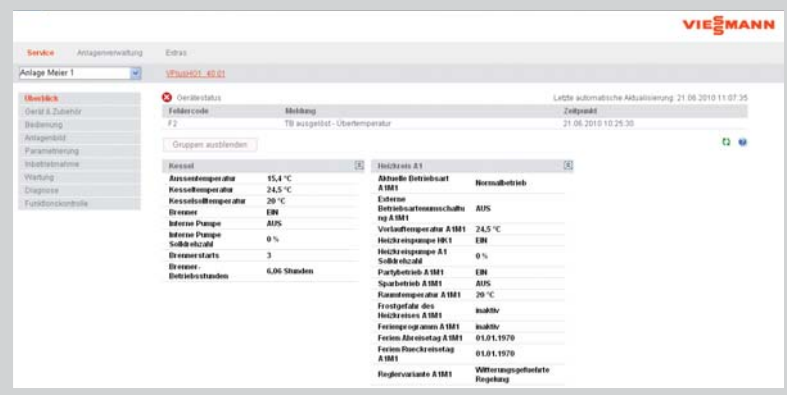 VIESSMANN
Service Anlagenverwaltung Extras
Anlage Meier 1 VPlusHO1_40.01
Überblick
Gerät & Zubehör
Bedienung
Anlagenbild
Parametrierung
Inbetriebnahme
Wartung
Diagnose
Funktionskontrolle
Gerätestatus Letzte automatische Aktualisierung: 21.06.2010 11:07:35
Fehlercode Meldung Zeitpunkt
F2 TB ausgelöst - Übertemperatur 21.06.2010 10:25:30
Gruppen ausblenden
Kessel
Aussentemperatur 15,4 °C
Kesseltemperatur 24,5 °C
Kesselsolltemperatur 20 °C
Brenner EIN
Interne Pumpe AUS
Interne Pumpe
Solldrehzahl 0 %
Brennerstarts 3
Brenner-
Betriebsstunden 6,06 Stunden
Heizkreis A1
Aktuelle Betriebsart
A1M1 Normalbetrieb
Externe
Betriebsartenumschaltu
ng A1M1 AUS
Vorlauftemperatur A1M1 24,5 °C
Heizkreispumpe HK1 EIN
Heizkreispumpe A1
Solldrehzahl 0 %
Partybetrieb A1M1 EIN
Sparbetrieb A1M1 AUS
Raumtemperatur A1M1 20 °C
Frostgefahr des
Heizkreises A1M1 inaktiv
Ferienprogramm A1M1 inaktiv
Ferien Abreisetag A1M1 01.01.1970
Ferien Rueckreisetag
A1M1 01.01.1970
Reglervariante A1M1 Witterungsgefuehrte
Regelung